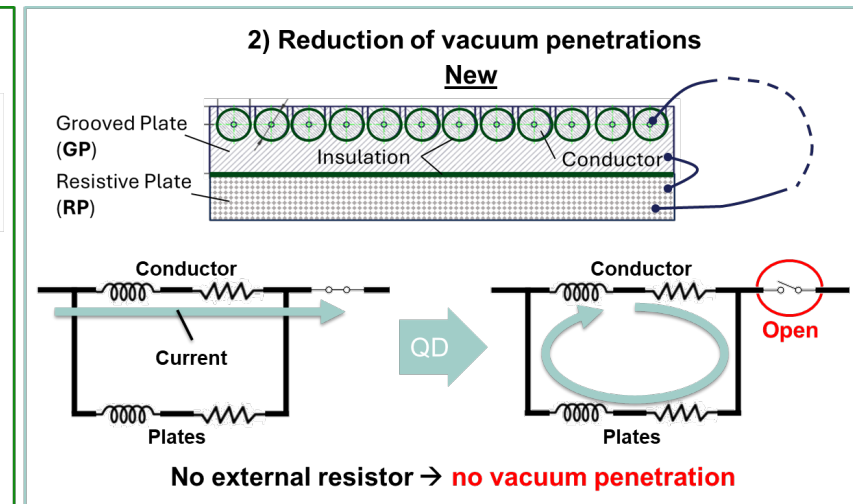 2) Reduction of vacuum penetrations
New
Grooved Plate
(GP)
Insulation
Conductor
Resistive Plate
(RP)
Conductor
Current
Plates
QD
Conductor
Open
Plates
No external resistor → no vacuum penetration